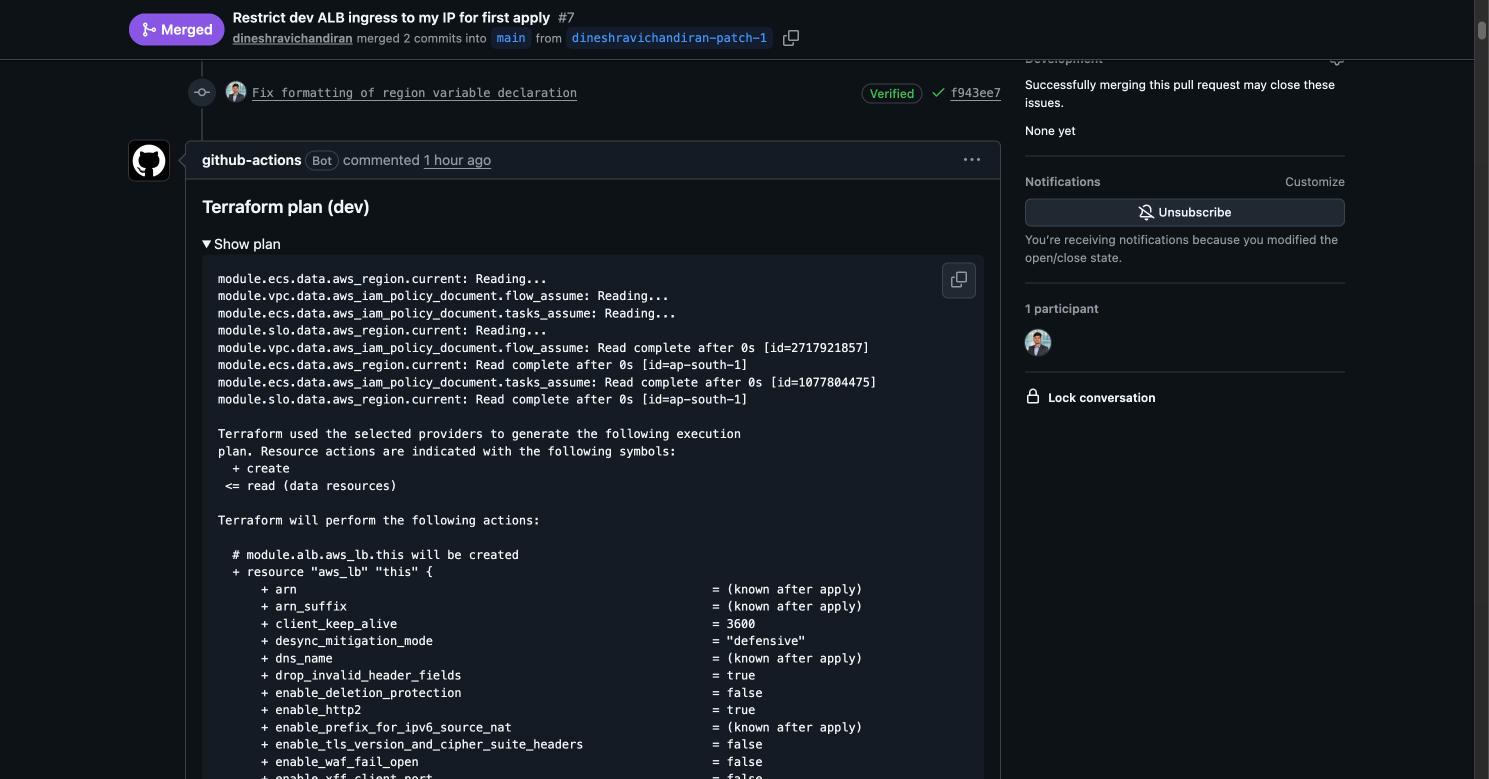 Merged
Restrict dev ALB ingress to my IP for first apply #7
dineshravichandiran merged 2 commits into main from dineshravichandiran-patch-1
Fix formatting of region variable declaration
Verified f943ee7
github-actions Bot commented 1 hour ago
Terraform plan (dev)
Show plan
module.ecs.data.aws_region.current: Reading...
module.vpc.data.aws_iam_policy_document.flow_assume: Reading...
module.ecs.data.aws_iam_policy_document.tasks_assume: Reading...
module.slo.data.aws_region.current: Reading...
module.vpc.data.aws_iam_policy_document.flow_assume: Read complete after 0s [id=2717921857]
module.ecs.data.aws_region.current: Read complete after 0s [id=ap-south-1]
module.ecs.data.aws_iam_policy_document.tasks_assume: Read complete after 0s [id=1077804475]
module.slo.data.aws_region.current: Read complete after 0s [id=ap-south-1]
Terraform used the selected providers to generate the following execution
plan. Resource actions are indicated with the following symbols:
  + create
 <= read (data resources)
Terraform will perform the following actions:
  # module.alb.aws_lb.this will be created
  + resource "aws_lb" "this" {
      + arn = (known after apply)
      + arn_suffix = (known after apply)
      + client_keep_alive = 3600
      + desync_mitigation_mode = "defensive"
      + dns_name = (known after apply)
      + drop_invalid_header_fields = true
      + enable_deletion_protection = false
      + enable_http2 = true
      + enable_prefix_for_ipv6_source_nat = (known after apply)
      + enable_tls_version_and_cipher_suite_headers = false
      + enable_waf_fail_open = false
      + enable_xff_client_port = false
Development
Successfully merging this pull request may close these
issues.
None yet
Notifications Customize
Unsubscribe
You're receiving notifications because you modified the
open/close state.
1 participant
Lock conversation